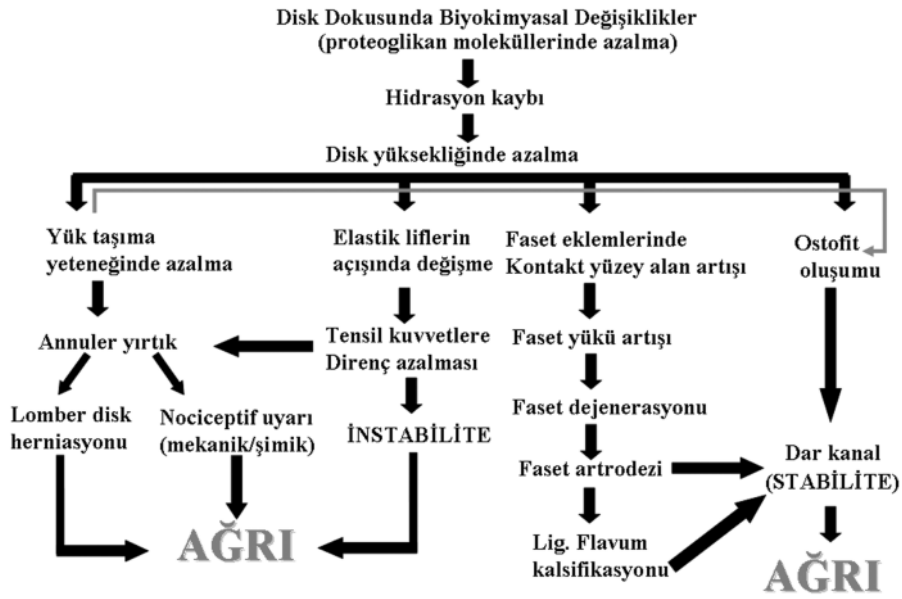 Disk Dokusunda Biyokimyasal Değişiklikler
(proteoglikan moleküllerinde azalma)
Hidrasyon kaybı
Disk yüksekliğinde azalma
Yük taşıma
yeteneğinde azalma
Annuler yırtık
Lomber disk
herniasyonu
Nociceptif uyarı
(mekanik/şimik)
Elastik liflerin
açışında değişme
Tensil kuvvetlere
Direnç azalması
İNSTABİLİTE
AĞRI
Faset eklemlerinde
Kontakt yüzey alan artışı
Faset yükü artışı
Faset dejenerasyonu
Faset artrodezi
Lig. Flavum
kalsifikasyonu
Ostofit
oluşumu
Dar kanal
(STABİLİTE)
AĞRI